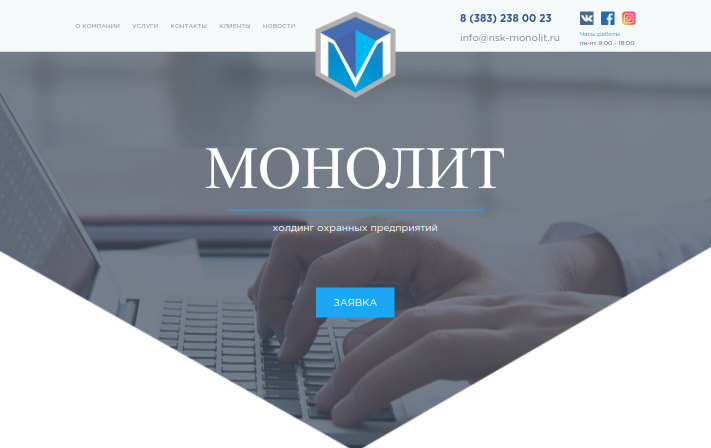 О КОМПАНИИ УСЛУГИ КОНТАКТЫ КЛИЕНТЫ НОВОСТИ
8 (383) 238 00 23
info@nsk-monolit.ru
Часы работы
пн-пт 9:00 - 18:00
МОНОЛИТ
холдинг охранных предприятий
ЗАЯВКА